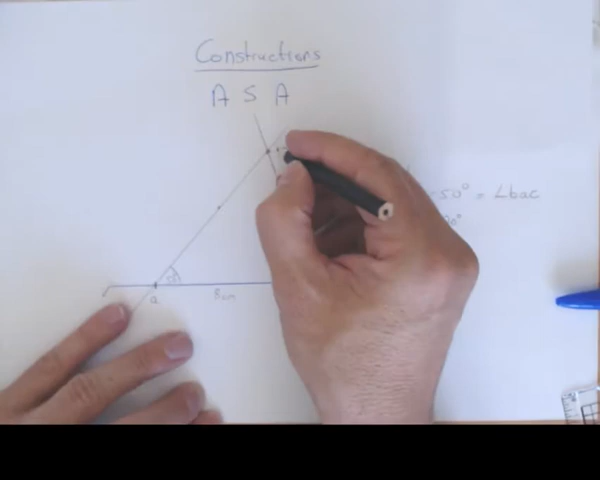 Constructions
A S A
50° = ∠bac
a
8cm